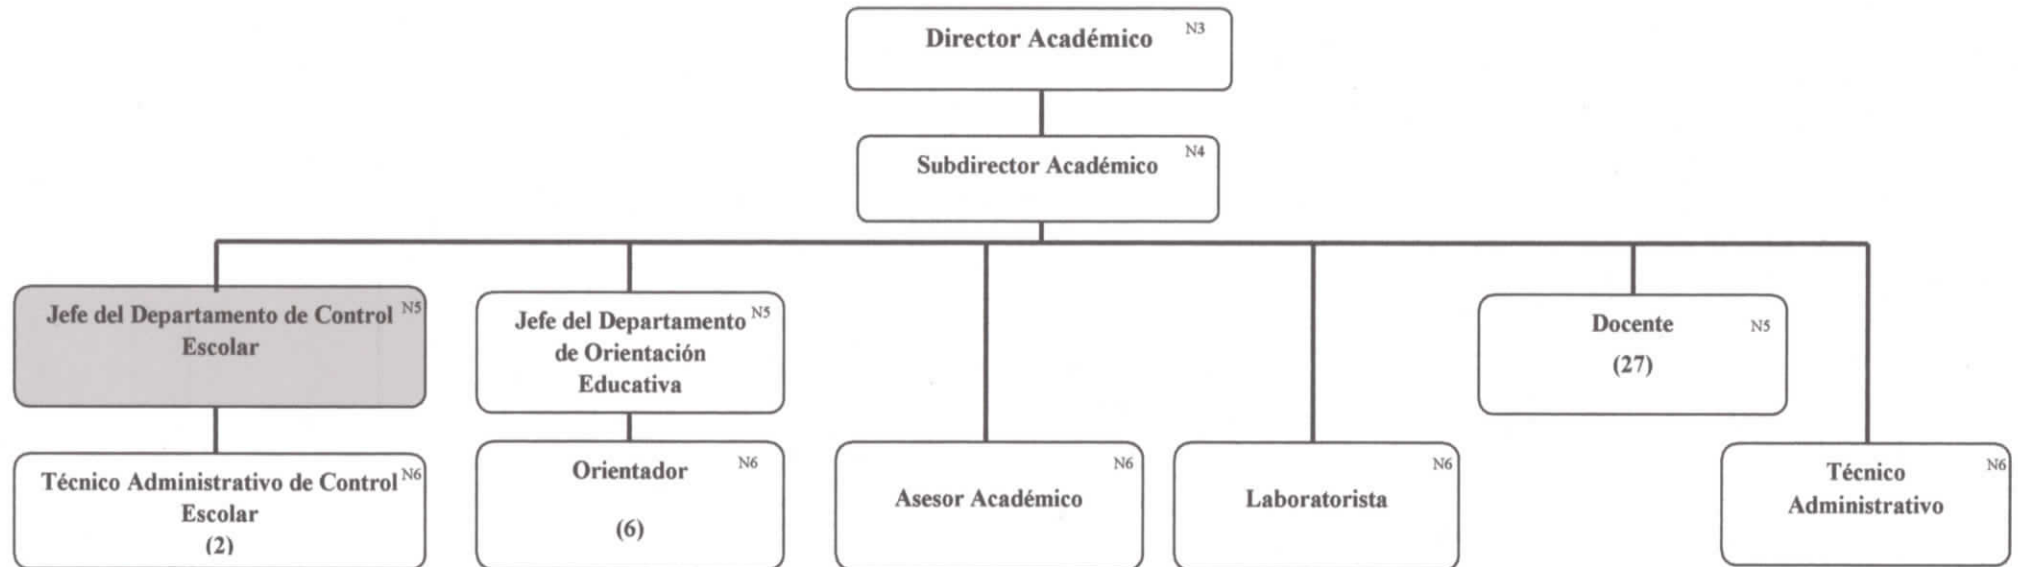 Director Académico N3
Subdirector Académico N4
Jefe del Departamento de Control N5
Escolar
Jefe del Departamento N5
de Orientación
Educativa
Docente N5
(27)
Técnico Administrativo de Control N6
Escolar
(2)
Orientador N6
(6)
Asesor Académico N6
Laboratorista N6
Técnico N6
Administrativo